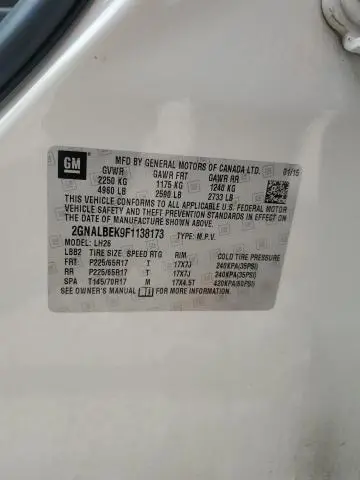 GM
MFD BY GENERAL MOTORS OF CANADA LTD. 01/15
GVWR GAWR FRT GAWR RR
2250 KG 1175 KG 1240 KG
4960 LB 2590 LB 2733 LB
THIS VEHICLE CONFORMS TO ALL APPLICABLE U.S. FEDERAL MOTOR
VEHICLE SAFETY, BUMPER, AND THEFT PREVENTION STANDARDS
IN EFFECT ON THE DATE OF MANUFACTURE SHOWN ABOVE.
2GNALBEK9F1138173 TYPE: M.P.V.
MODEL: LH26
LBB2 TIRE SIZE SPEED RTG RIM COLD TIRE PRESSURE
FRT P225/65R17 T 17X7J 240KPA(35PSI)
RR P225/65R17 T 17X7J 240KPA(35PSI)
SPA T145/70R17 M 17X4.5T 420KPA(60PSI)
SEE OWNER'S MANUAL FOR MORE INFORMATION.